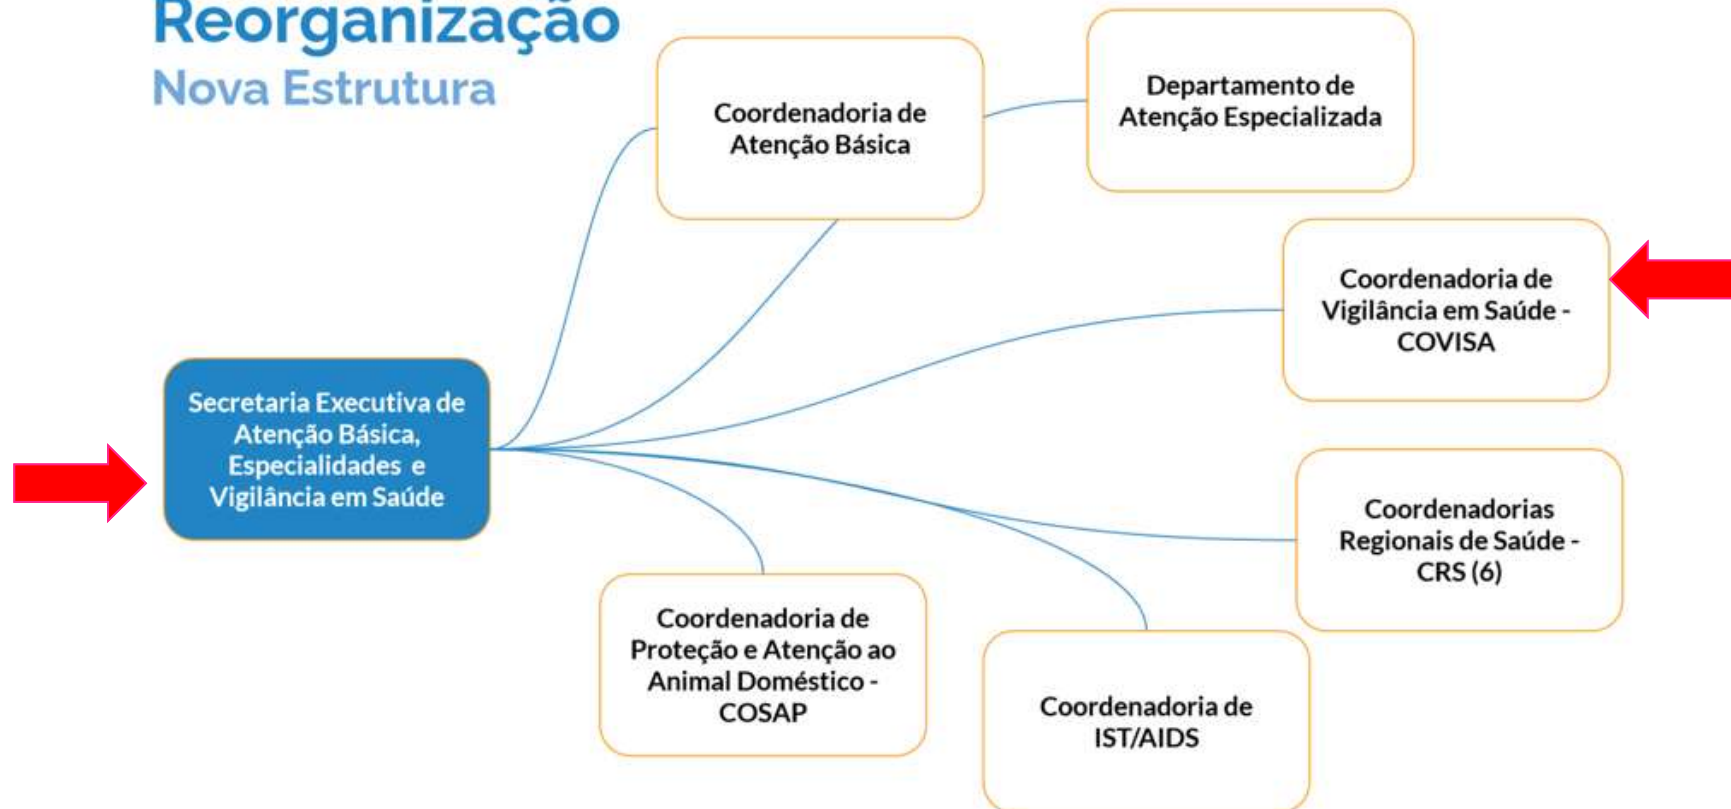 Reorganização
Nova Estrutura
Coordenadoria de
Atenção Básica
Departamento de
Atenção Especializada
Coordenadoria de
Vigilância em Saúde -
COVISA
Secretaria Executiva de
Atenção Básica,
Especialidades e
Vigilância em Saúde
Coordenadorias
Regionais de Saúde -
CRS (6)
Coordenadoria de
Proteção e Atenção ao
Animal Doméstico -
COSAP
Coordenadoria de
IST/AIDS